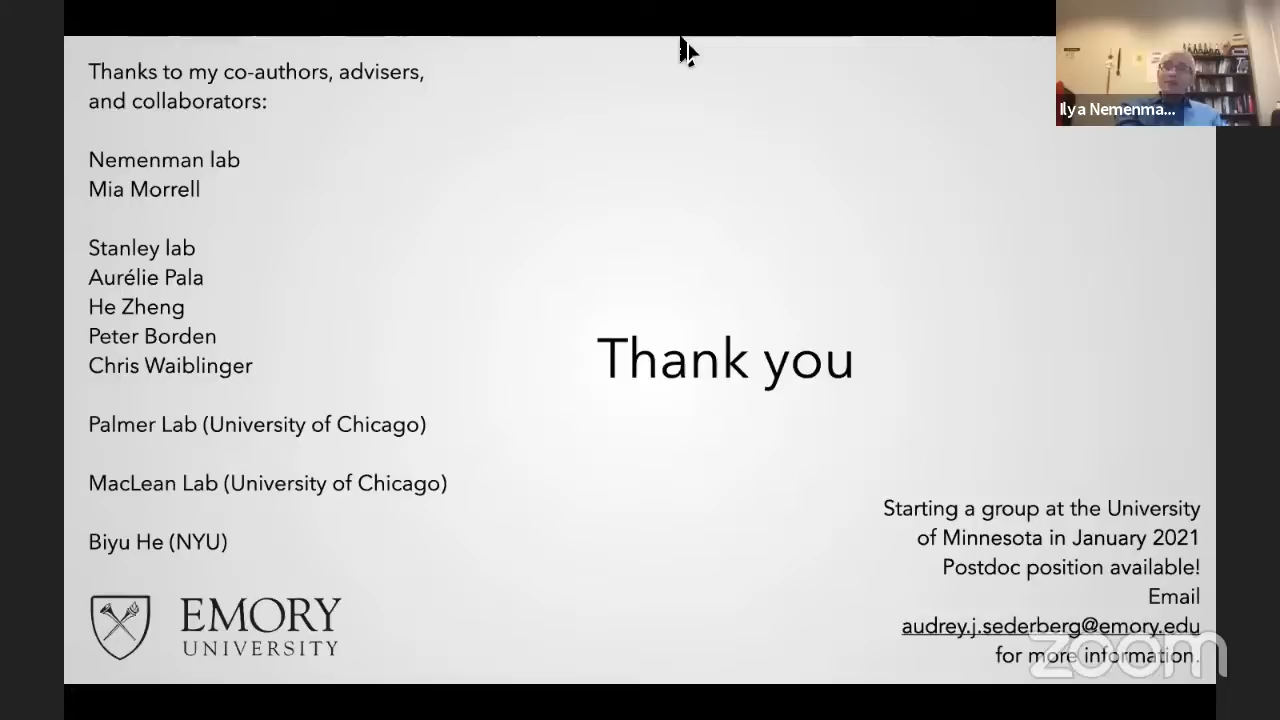 Thanks to my co-authors, advisers,
and collaborators:
Nemenman lab
Mia Morrell
Stanley lab
Aurélie Pala
He Zheng
Peter Borden
Chris Waiblinger
Palmer Lab (University of Chicago)
MacLean Lab (University of Chicago)
Biyu He (NYU)
EMORY
UNIVERSITY
Thank you
Starting a group at the University
of Minnesota in January 2021
Postdoc position available!
Email
audrey.j.sederberg@emory.edu
for more information.
zoom
Ilya Nemenma...